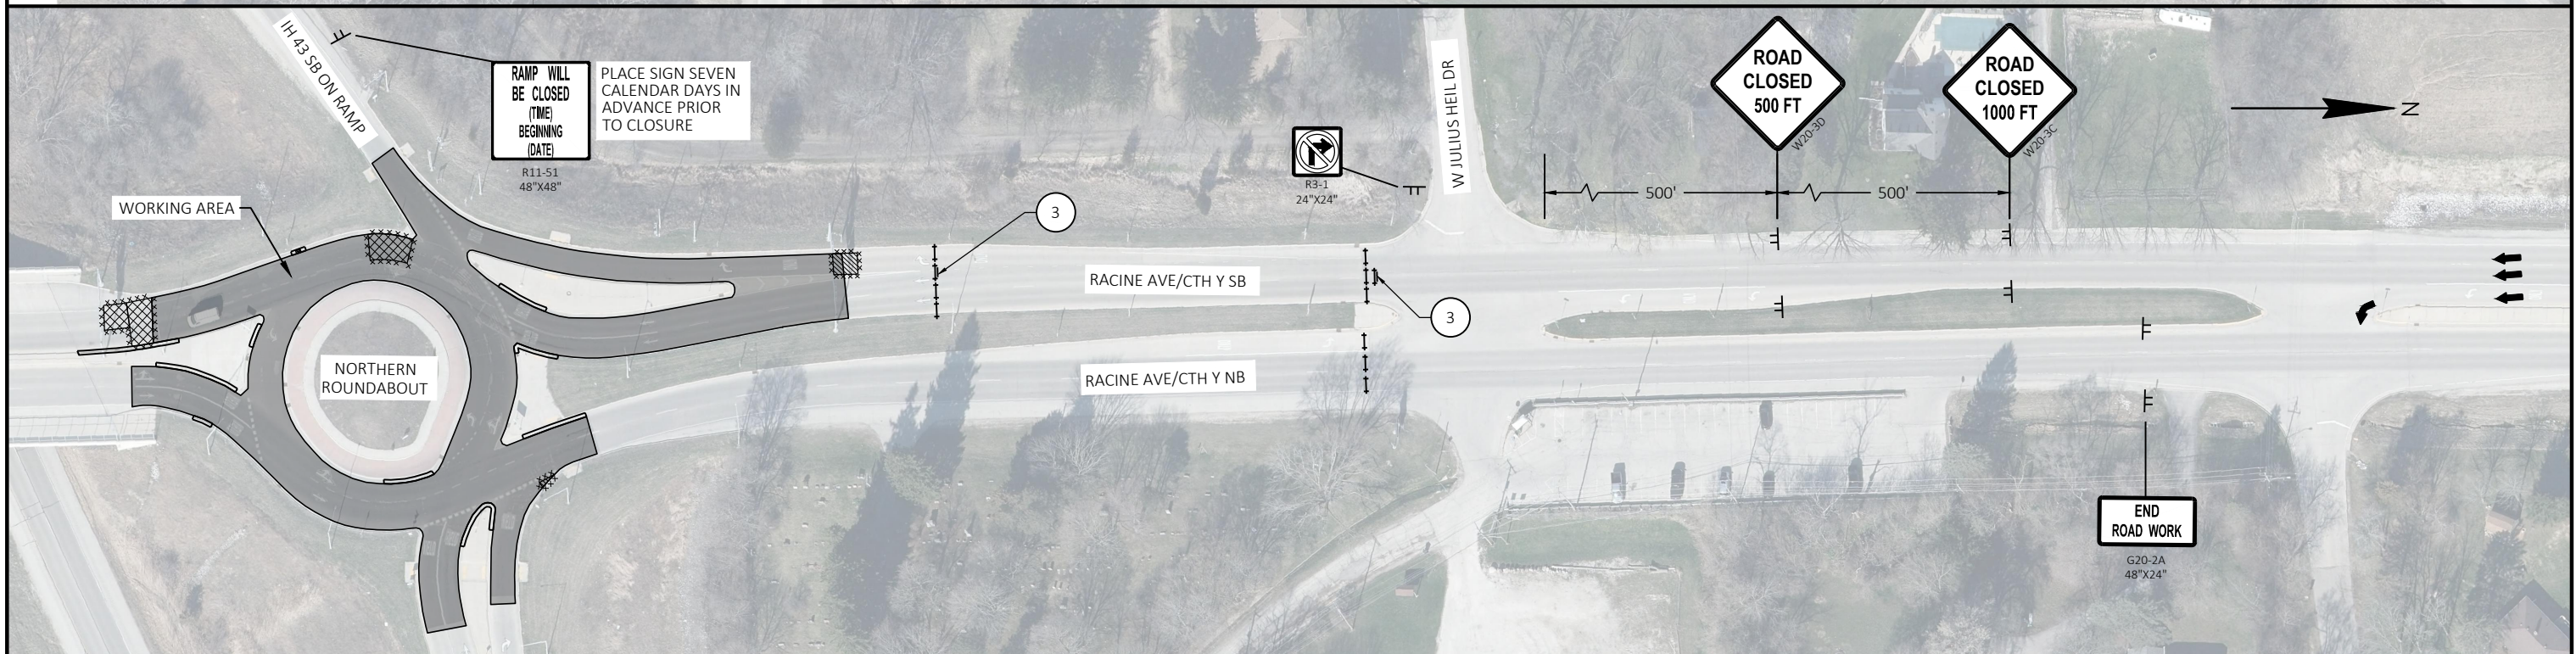 IH 43 SB ON RAMP
RAMP WILL
BE CLOSED
(TIME)
BEGINNING
(DATE)
R11-51
48"X48"
PLACE SIGN SEVEN
CALENDAR DAYS IN
ADVANCE PRIOR
TO CLOSURE
WORKING AREA
NORTHERN
ROUNDABOUT
3
R3-1
24"X24"
W JULIUS HEIL DR
3
RACINE AVE/CTH Y SB
RACINE AVE/CTH Y NB
ROAD
CLOSED
500 FT
W20-3D
ROAD
CLOSED
1000 FT
W20-3C
500'
500'
N
END
ROAD WORK
G20-2A
48"X24"